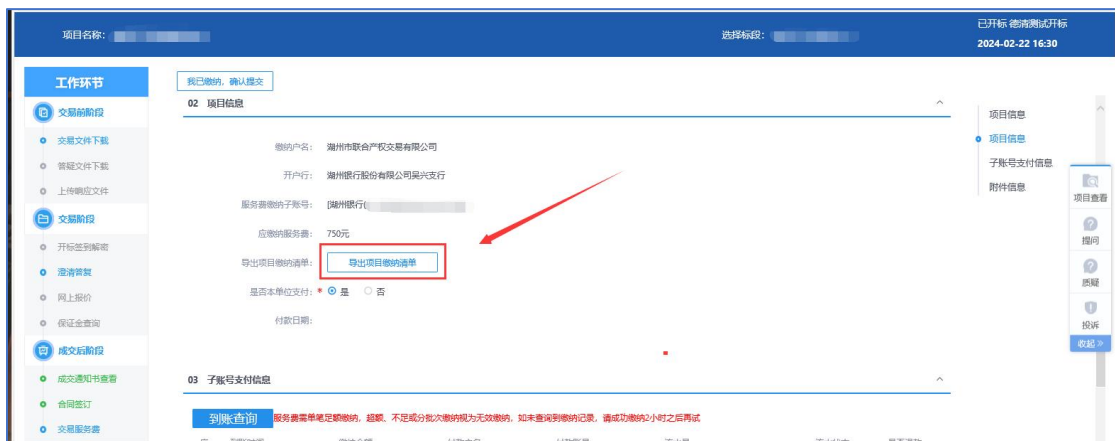 项目名称:
选择标段:
已开标 德清测试开标
2024-02-22 16:30
工作环节
交易前阶段
交易文件下载
答疑文件下载
上传响应文件
交易阶段
开标签到解密
澄清答复
网上报价
保证金查询
成交后阶段
成交通知书查看
合同签订
交易服务费
我已缴纳，确认提交
02 项目信息
缴纳户名: 湖州市联合产权交易有限公司
开户行: 湖州银行股份有限公司吴兴支行
服务费缴纳子账号: [湖州银行(
应缴纳服务费: 750元
导出项目缴纳清单: 导出项目缴纳清单
是否本单位支付: * 是 否
付款日期:
03 子账号支付信息
到账查询 服务费需单笔足额缴纳，超额、不足或分批次缴纳视为无效缴纳，如未查询到缴纳记录，请成功缴纳2小时之后再试
项目信息
项目信息
子账号支付信息
附件信息
项目查看
提问
质疑
投诉
收起 »